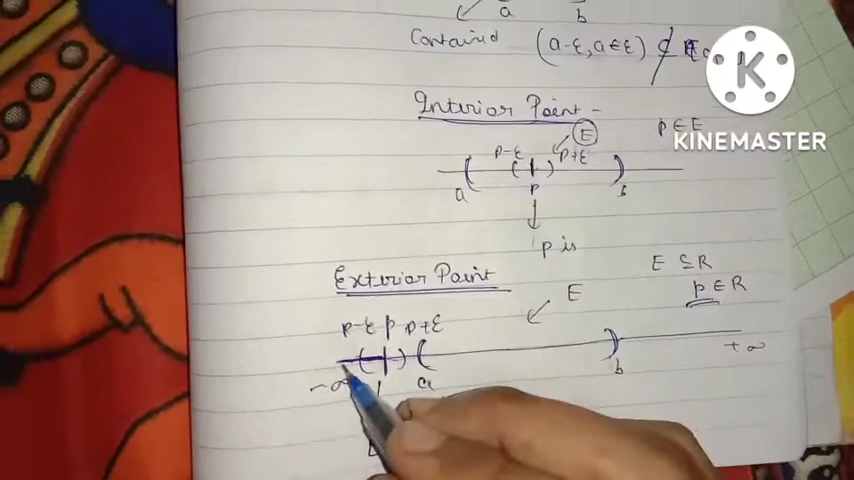 a b
Contained (a-ε, a∈ε) ⊄
K
KINEMASTER
Interior Point -
E p ∈ E
p-ε p+ε
( ( | ) )
a p
p is
Exterior Point E ⊆ R
E p ∈ R
p-ε p p+ε
( | ) ( )
a b +∞